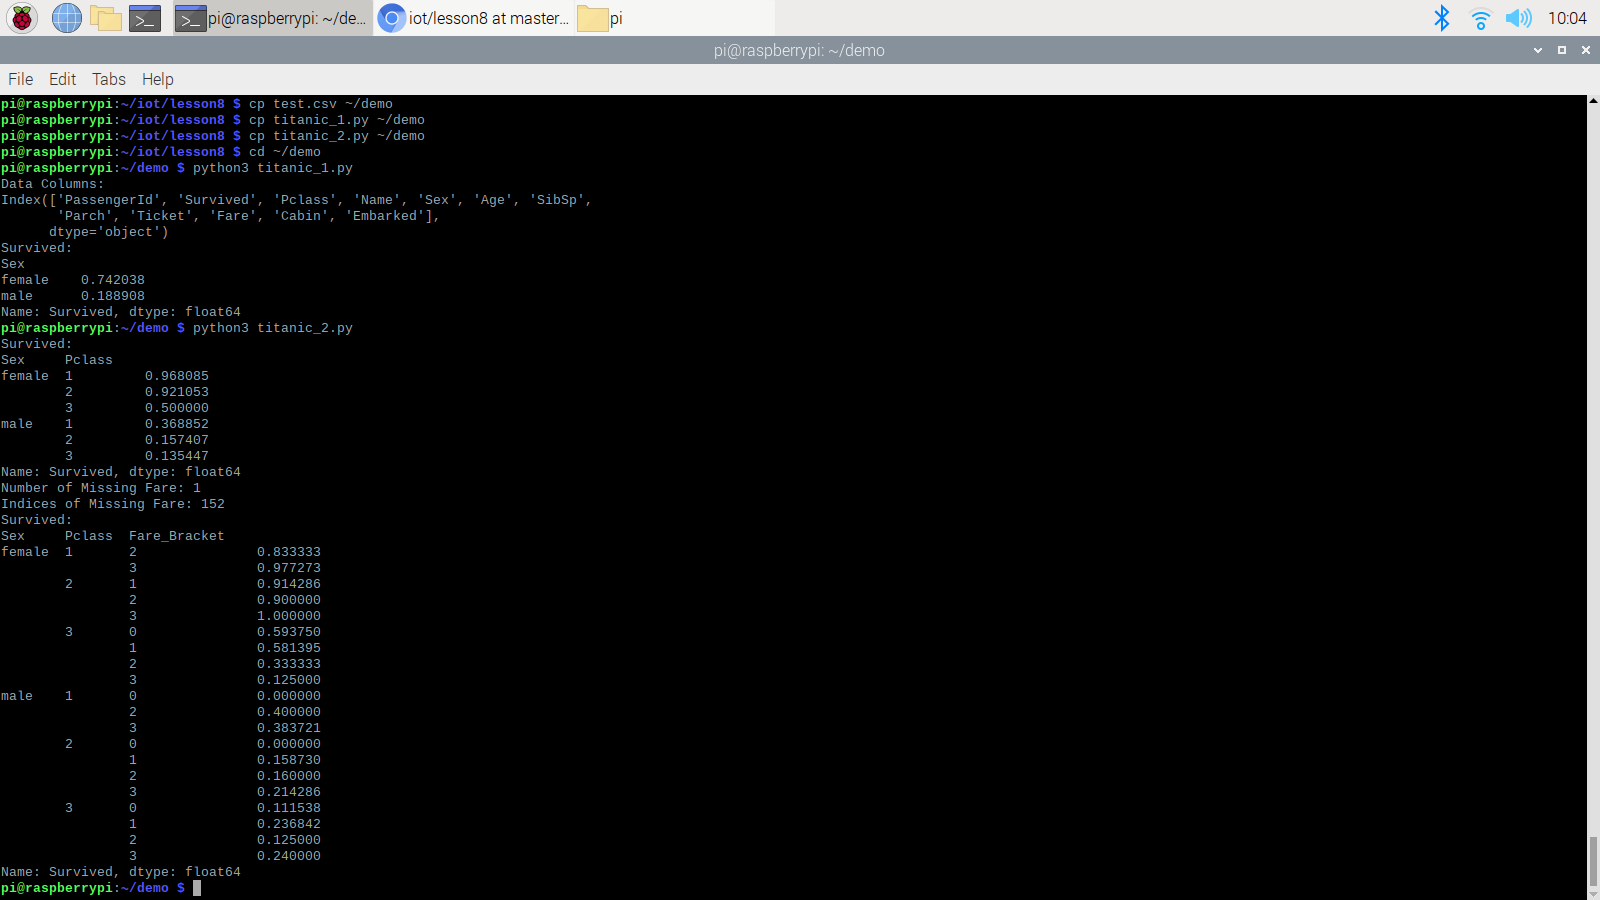 pi@raspberrypi: ~/de... iot/lesson8 at master... pi 10:04
pi@raspberrypi: ~/demo
File Edit Tabs Help
pi@raspberrypi:~/iot/lesson8 $ cp test.csv ~/demo
pi@raspberrypi:~/iot/lesson8 $ cp titanic_1.py ~/demo
pi@raspberrypi:~/iot/lesson8 $ cp titanic_2.py ~/demo
pi@raspberrypi:~/iot/lesson8 $ cd ~/demo
pi@raspberrypi:~/demo $ python3 titanic_1.py
Data Columns:
Index(['PassengerId', 'Survived', 'Pclass', 'Name', 'Sex', 'Age', 'SibSp',
       'Parch', 'Ticket', 'Fare', 'Cabin', 'Embarked'],
      dtype='object')
Survived:
Sex
female    0.742038
male      0.188908
Name: Survived, dtype: float64
pi@raspberrypi:~/demo $ python3 titanic_2.py
Survived:
Sex     Pclass
female  1         0.968085
        2         0.921053
        3         0.500000
male    1         0.368852
        2         0.157407
        3         0.135447
Name: Survived, dtype: float64
Number of Missing Fare: 1
Indices of Missing Fare: 152
Survived:
Sex     Pclass  Fare_Bracket
female  1       2               0.833333
                3               0.977273
        2       1               0.914286
                2               0.900000
                3               1.000000
        3       0               0.593750
                1               0.581395
                2               0.333333
                3               0.125000
male    1       0               0.000000
                2               0.400000
                3               0.383721
        2       0               0.000000
                1               0.158730
                2               0.160000
                3               0.214286
        3       0               0.111538
                1               0.236842
                2               0.125000
                3               0.240000
Name: Survived, dtype: float64
pi@raspberrypi:~/demo $